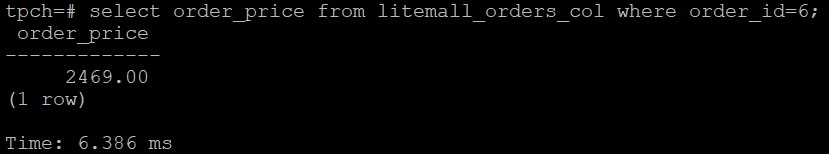 tpch=# select order_price from litemall_orders_col where order_id=6;
 order_price
-------------
     2469.00
(1 row)

Time: 6.386 ms